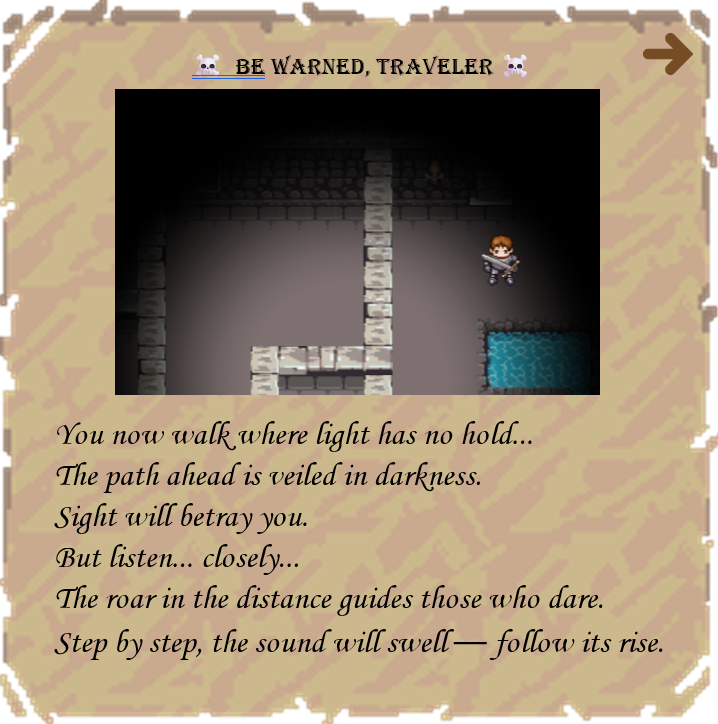 ☠ BE WARNED, TRAVELER ☠
You now walk where light has no hold...
The path ahead is veiled in darkness.
Sight will betray you.
But listen... closely...
The roar in the distance guides those who dare.
Step by step, the sound will swell — follow its rise.